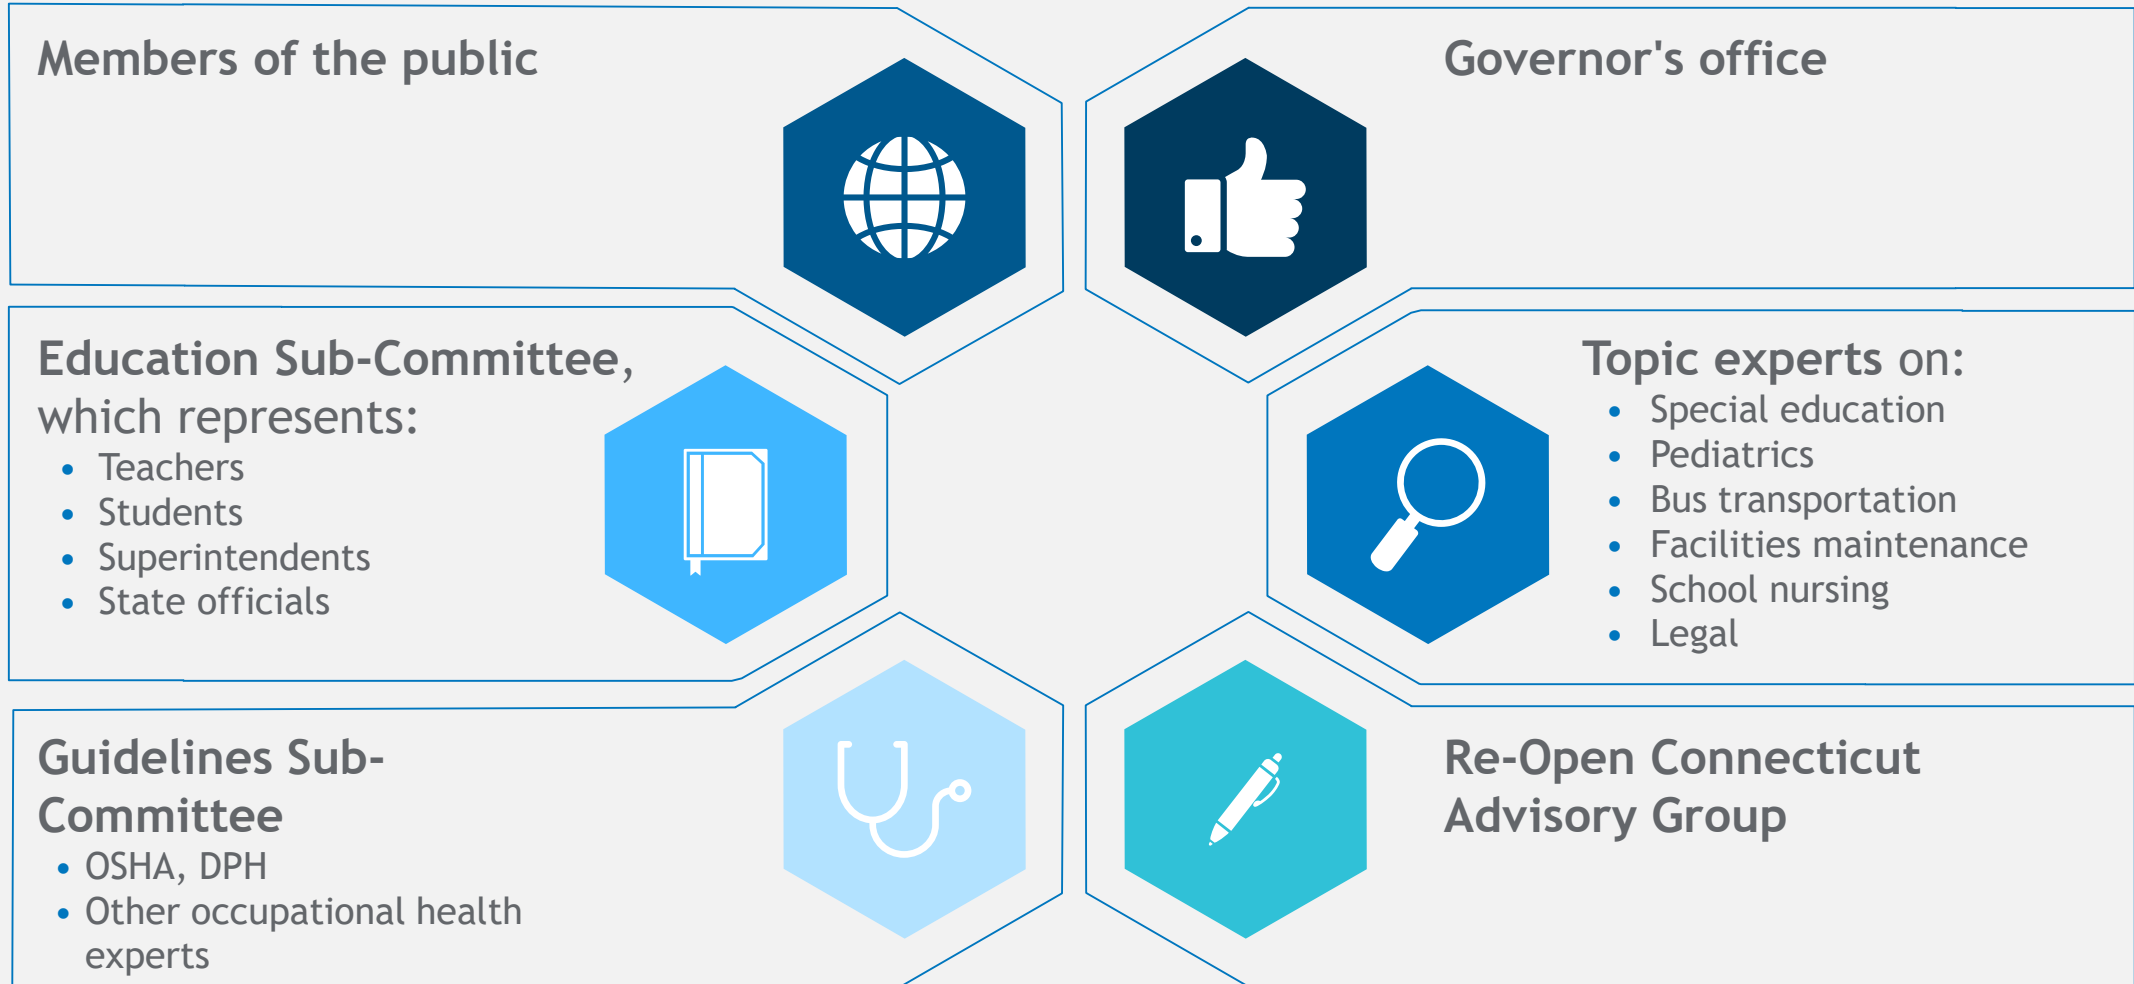 Members of the public
Governor's office
Education Sub-Committee,
which represents:
• Teachers
• Students
• Superintendents
• State officials
Topic experts on:
• Special education
• Pediatrics
• Bus transportation
• Facilities maintenance
• School nursing
• Legal
Guidelines Sub-
Committee
• OSHA, DPH
• Other occupational health
experts
Re-Open Connecticut
Advisory Group